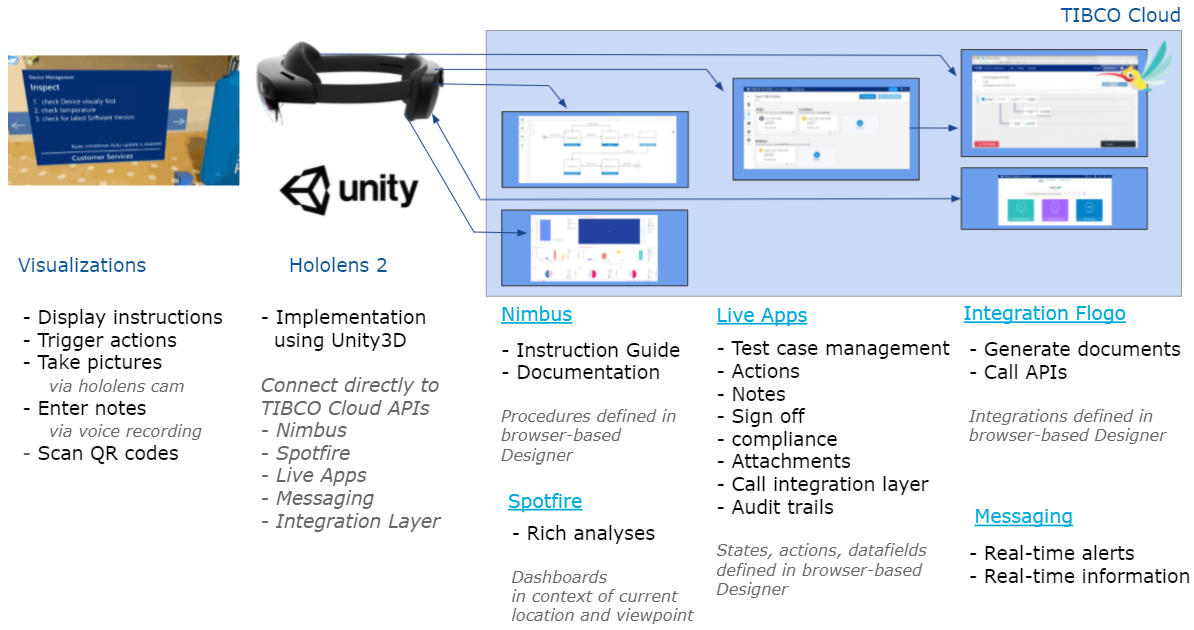 TIBCO Cloud
Device Management
Inspect
1. check Device visually first
2. check temperature
3. check for latest Software Version
Note: sometimes Auto-update is disabled
Customer Services
unity
Visualizations
- Display instructions
- Trigger actions
- Take pictures
via hololens cam
- Enter notes
via voice recording
- Scan QR codes
Hololens 2
- Implementation
using Unity3D
Connect directly to
TIBCO Cloud APIs
- Nimbus
- Spotfire
- Live Apps
- Messaging
- Integration Layer
Nimbus
- Instruction Guide
- Documentation
Procedures defined in
browser-based
Designer
Spotfire
- Rich analyses
Dashboards
in context of current
location and viewpoint
Live Apps
- Test case management
- Actions
- Notes
- Sign off
- compliance
- Attachments
- Call integration layer
- Audit trails
States, actions, datafields
defined in browser-based
Designer
Integration Flogo
- Generate documents
- Call APIs
Integrations defined in
browser-based Designer
Messaging
- Real-time alerts
- Real-time information